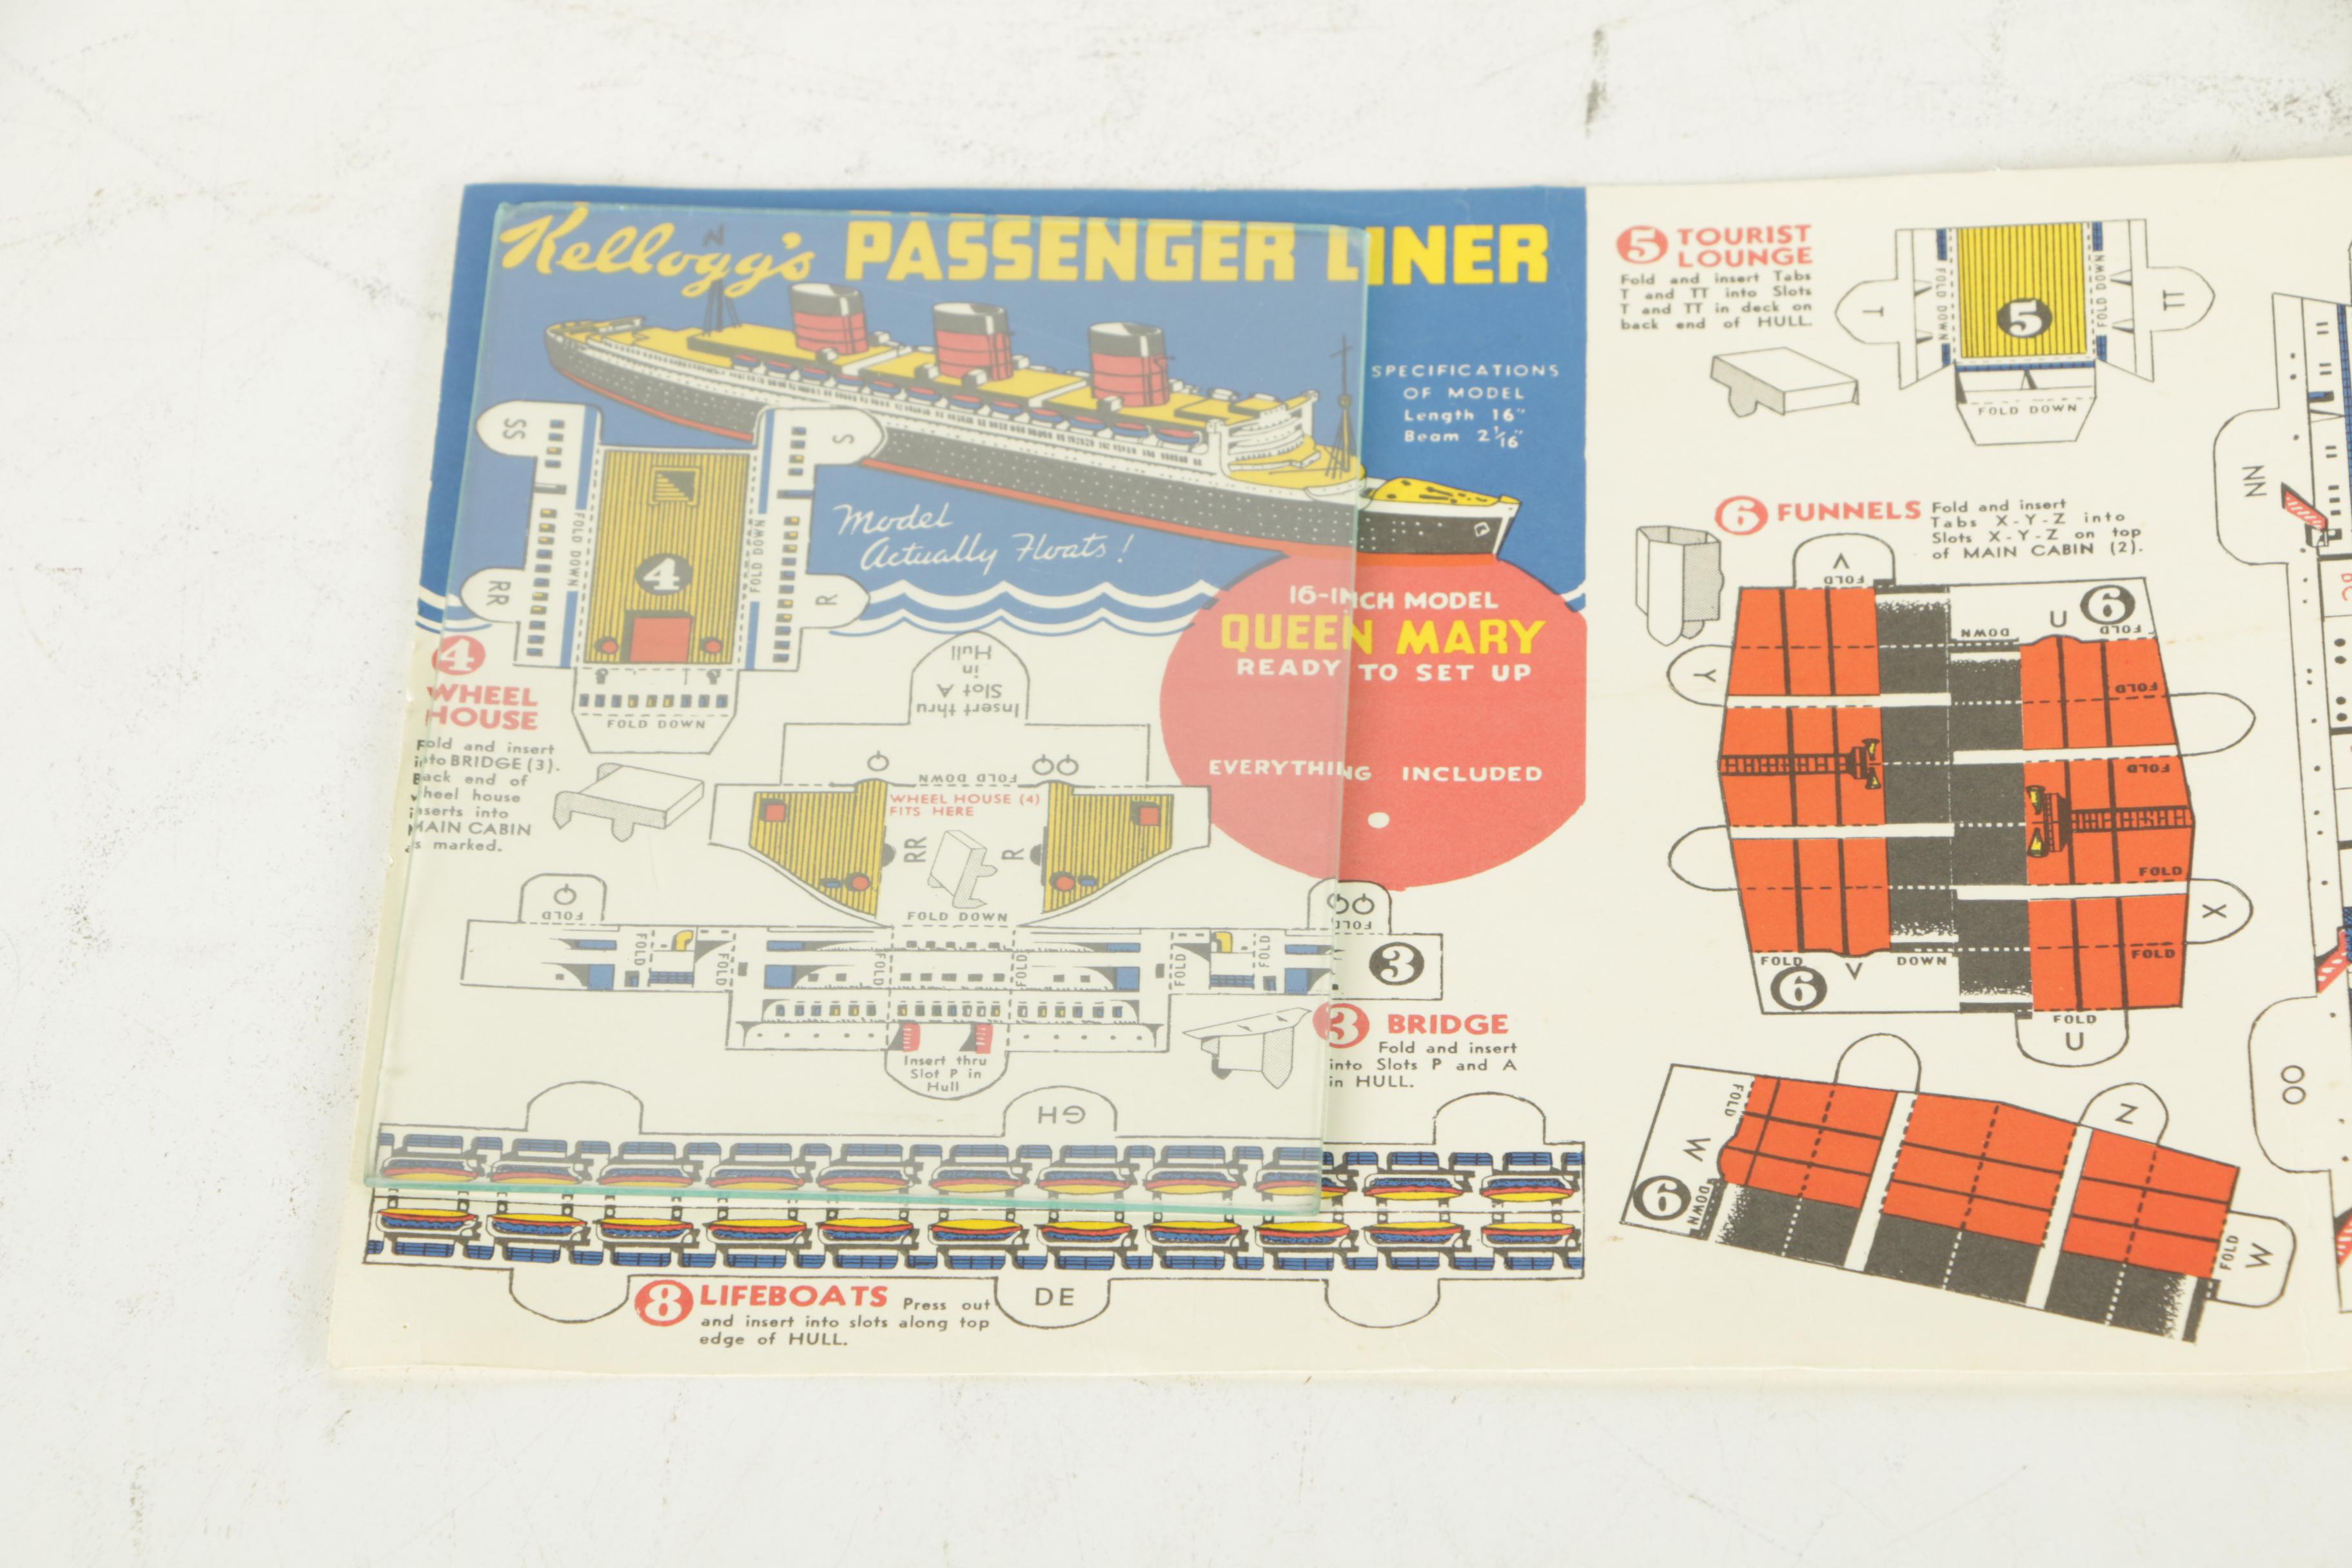 Kellogg's PASSENGER LINER
SPECIFICATIONS
OF MODEL
Length 16"
Beam 2 1/16"
Model
Actually Floats!
16-INCH MODEL
QUEEN MARY
READY TO SET UP
EVERYTHING INCLUDED
SS
S
FOLD DOWN
FOLD DOWN
4
RR
R
FOLD DOWN
4
WHEEL
HOUSE
Fold and insert
into BRIDGE (3).
Back end of
wheel house
inserts into
MAIN CABIN
as marked.
Insert thru
Slot A
in
Hull
FOLD DOWN
WHEEL HOUSE (4)
FITS HERE
RR
R
FOLD DOWN
FOLD
FOLD
FOLD
FOLD
FOLD
FOLD
FOLD
FOLD
3
Insert thru
Slot P in
Hull
3 BRIDGE
Fold and insert
into Slots P and A
in HULL.
GH
DE
8 LIFEBOATS Press out
and insert into slots along top
edge of HULL.
5 TOURIST
LOUNGE
Fold and insert Tabs
T and TT into Slots
T and TT in deck on
back end of HULL.
T
FOLD DOWN
5
FOLD DOWN
TT
FOLD DOWN
6 FUNNELS Fold and insert
Tabs X-Y-Z into
Slots X-Y-Z on top
of MAIN CABIN (2).
V
FOLD
6
U
DOWN
FOLD
Y
FOLD
FOLD
FOLD
X
FOLD
FOLD
6
V
DOWN
FOLD
U
FOLD
W
6
DOWN
Z
FOLD
W
NN
OO